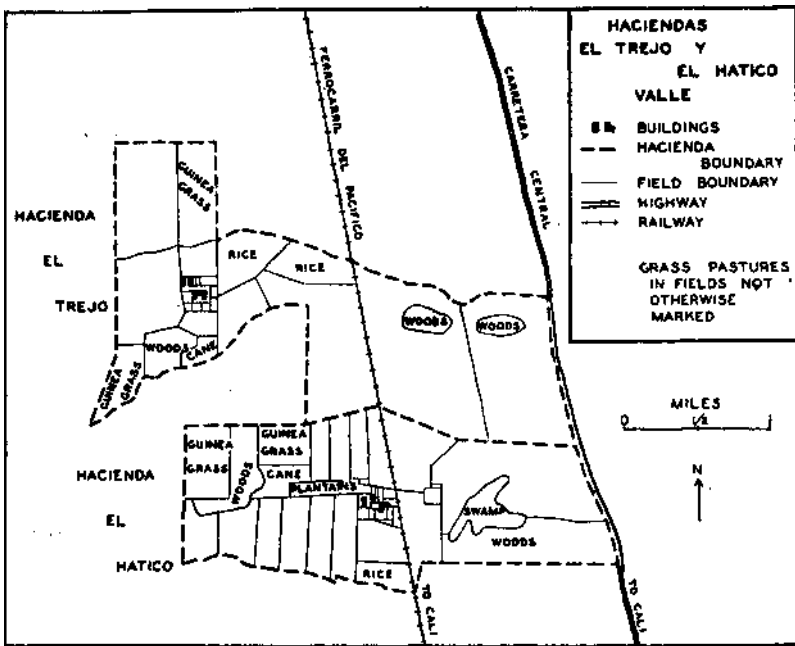 HACIENDAS
EL TREJO Y
EL HATICO
VALLE
BUILDINGS
HACIENDA
BOUNDARY
FIELD BOUNDARY
HIGHWAY
RAILWAY
GRASS PASTURES
IN FIELDS NOT
OTHERWISE
MARKED
MILES
0 1/2 1
N
FERROCARRIL DEL PACIFICO
TO CALI
CARRETERA CENTRAL
TO CALI
HACIENDA
EL
TREJO
GUINEA
GRASS
RICE
RICE
WOODS
CANE
GUINEA
GRASS
WOODS
WOODS
HACIENDA
EL
HATICO
GUINEA
GRASS
WOODS
GUINEA
GRASS
CANE
PLANTAINS
SWAMP
WOODS
RICE